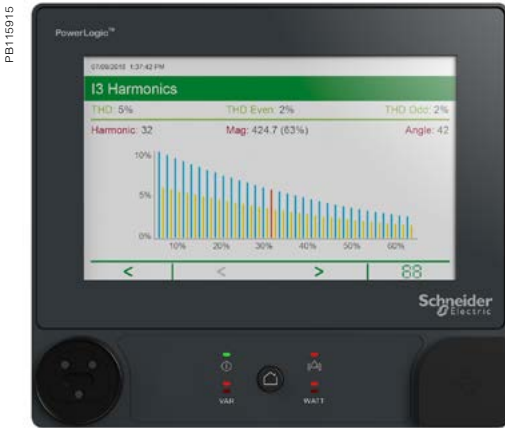 PB115915
PowerLogic™
07/09/2015 1:37:42 PM
I3 Harmonics
THD: 5% THD Even: 2% THD Odd: 2%
Harmonic: 32 Mag: 424.7 (63%) Angle: 42
10%
5%
0%
10% 20% 30% 40% 50% 60%
< < > 88
Schneider
Electric
VAR WATT